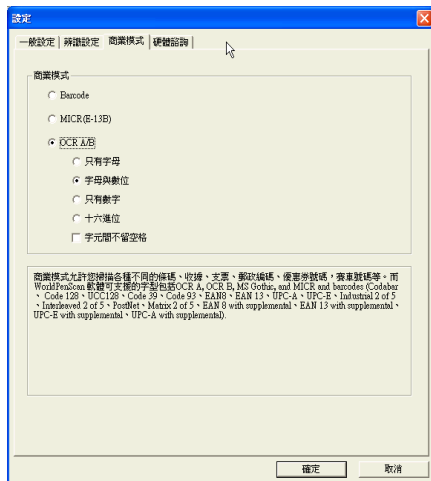 設定
一般設定 辨識設定 商業模式 硬體諮詢
商業模式
Barcode
MICR(E-13B)
OCR A/B
只有字母
字母與數位
只有數字
十六進位
字元間不留空格
商業模式允許您掃描各種不同的條碼、收據、支票、郵政編碼、優惠券號碼，賽車號碼等。而
WorldPenScan 軟體可支援的字型包括OCR A, OCR B, MS Gothic, and MICR and barcodes (Codabar
、Code 128、UCC128、Code 39、Code 93、EAN8、EAN 13、UPC-A、UPC-E、Industrial 2 of 5
、Interleaved 2 of 5、PostNet、Matrix 2 of 5、EAN 8 with supplemental、EAN 13 with supplemental、
UPC-E with supplemental、UPC-A with supplemental).
確定 取消